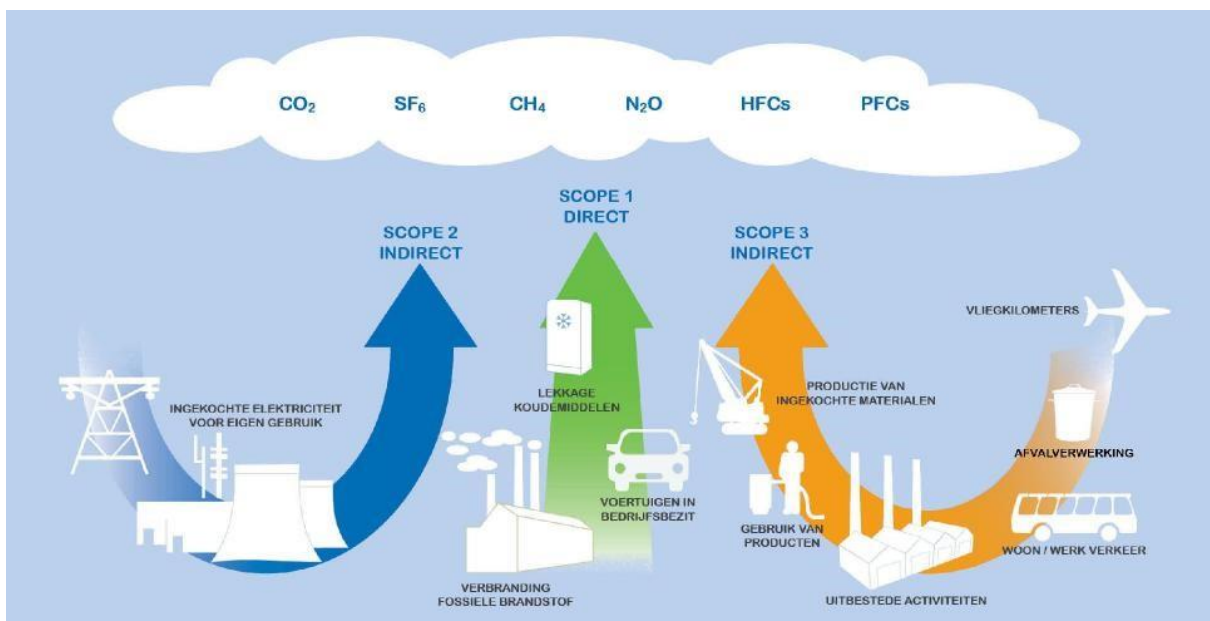 CO₂ SF₆ CH₄ N₂O HFCs PFCs
SCOPE 1
DIRECT
SCOPE 2
INDIRECT
SCOPE 3
INDIRECT
VLIEGKILOMETERS
LEKKAGE
KOUDEMIDDELEN
PRODUCTIE VAN
INGEKOCHTE MATERIALEN
INGEKOCHTE ELEKTRICITEIT
VOOR EIGEN GEBRUIK
AFVALVERWERKING
VOERTUIGEN IN
BEDRIJFSBEZIT
GEBRUIK VAN
PRODUCTEN
WOON / WERK VERKEER
VERBRANDING
FOSSIELE BRANDSTOF
UITBESTEDE ACTIVITEITEN